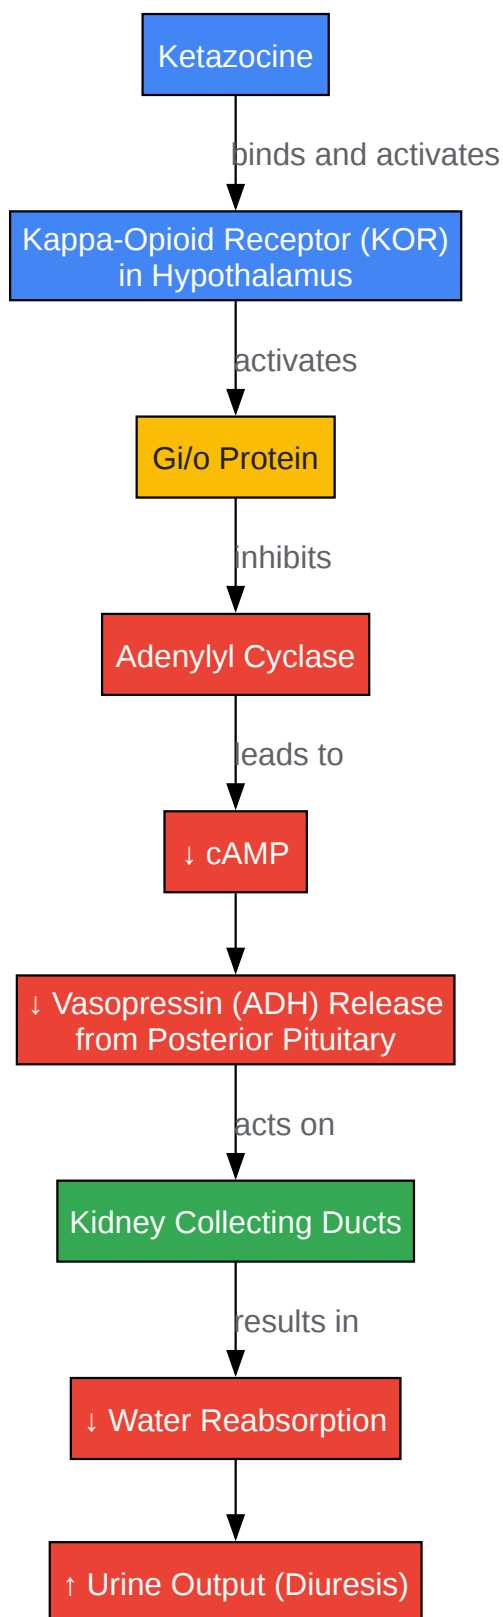 Ketazocine
binds and activates
Kappa-Opioid Receptor (KOR)
in Hypothalamus
activates
Gi/o Protein
inhibits
Adenylyl Cyclase
leads to
↓ cAMP
↓ Vasopressin (ADH) Release
from Posterior Pituitary
acts on
Kidney Collecting Ducts
results in
↓ Water Reabsorption
↑ Urine Output (Diuresis)